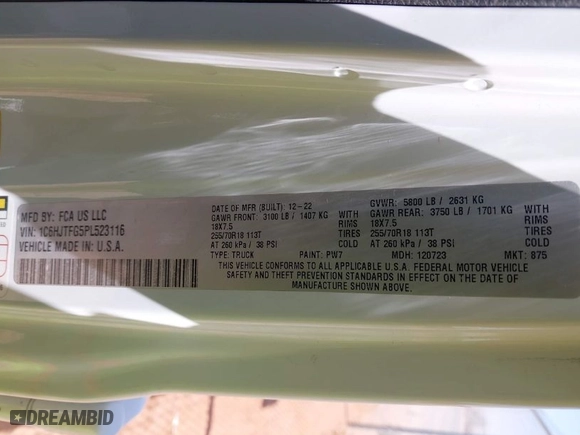 MFD BY: FCA US LLC
VIN: 1C6HJTFG5PL523116
VEHICLE MADE IN U.S.A.
DATE OF MFR (BUILT): 12-22
GAWR FRONT: 3100 LB / 1407 KG WITH
18X7.5 RIMS
255/70R18 113T TIRES
AT 260 kPa / 38 PSI
TYPE: TRUCK
GVWR: 5800 LB / 2631 KG
GAWR REAR: 3750 LB / 1701 KG WITH
18X7.5 RIMS
255/70R18 113T TIRES
AT 260 kPa / 38 PSI
PAINT: PW7 MDH: 120723 MKT: 875
THIS VEHICLE CONFORMS TO ALL APPLICABLE U.S.A. FEDERAL MOTOR VEHICLE
SAFETY AND THEFT PREVENTION STANDARDS IN EFFECT ON THE DATE OF
MANUFACTURE SHOWN ABOVE.
DREAMBID